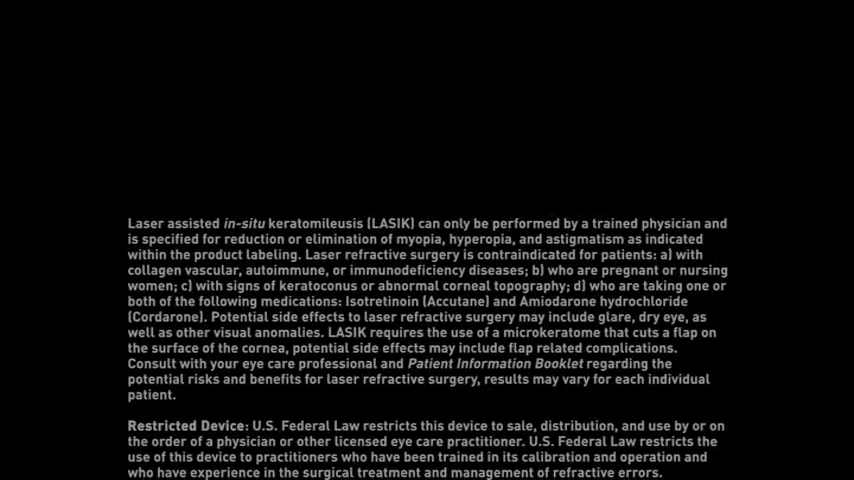 Laser assisted in-situ keratomileusis (LASIK) can only be performed by a trained physician and
is specified for reduction or elimination of myopia, hyperopia, and astigmatism as indicated
within the product labeling. Laser refractive surgery is contraindicated for patients: a) with
collagen vascular, autoimmune, or immunodeficiency diseases; b) who are pregnant or nursing
women; c) with signs of keratoconus or abnormal corneal topography; d) who are taking one or
both of the following medications: Isotretinoin (Accutane) and Amiodarone hydrochloride
(Cordarone). Potential side effects to laser refractive surgery may include glare, dry eye, as
well as other visual anomalies. LASIK requires the use of a microkeratome that cuts a flap on
the surface of the cornea, potential side effects may include flap related complications.
Consult with your eye care professional and Patient Information Booklet regarding the
potential risks and benefits for laser refractive surgery, results may vary for each individual
patient.
Restricted Device: U.S. Federal Law restricts this device to sale, distribution, and use by or on
the order of a physician or other licensed eye care practitioner. U.S. Federal Law restricts the
use of this device to practitioners who have been trained in its calibration and operation and
who have experience in the surgical treatment and management of refractive errors.